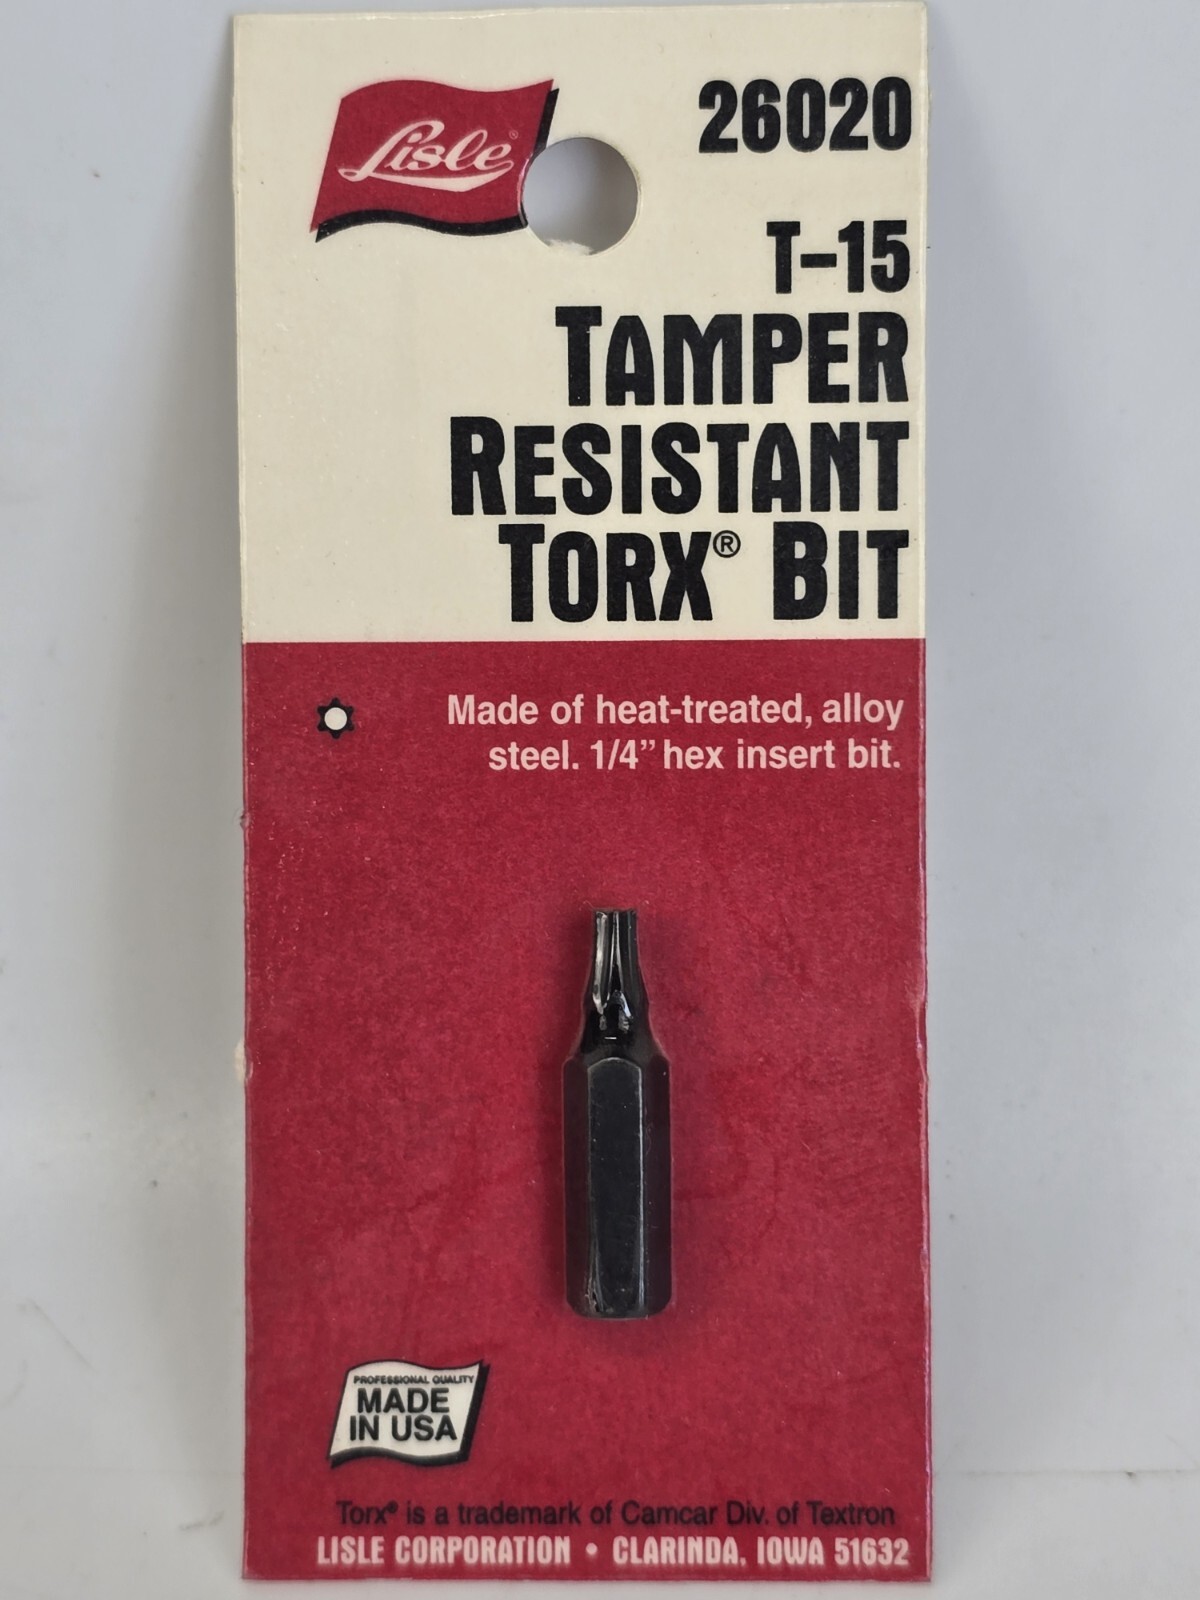 Lisle®
26020
T-15
TAMPER
RESISTANT
TORX® BIT
Made of heat-treated, alloy
steel. 1/4” hex insert bit.
PROFESSIONAL QUALITY
MADE
IN USA
Torx® is a trademark of Camcar Div. of Textron
LISLE CORPORATION • CLARINDA, IOWA 51632